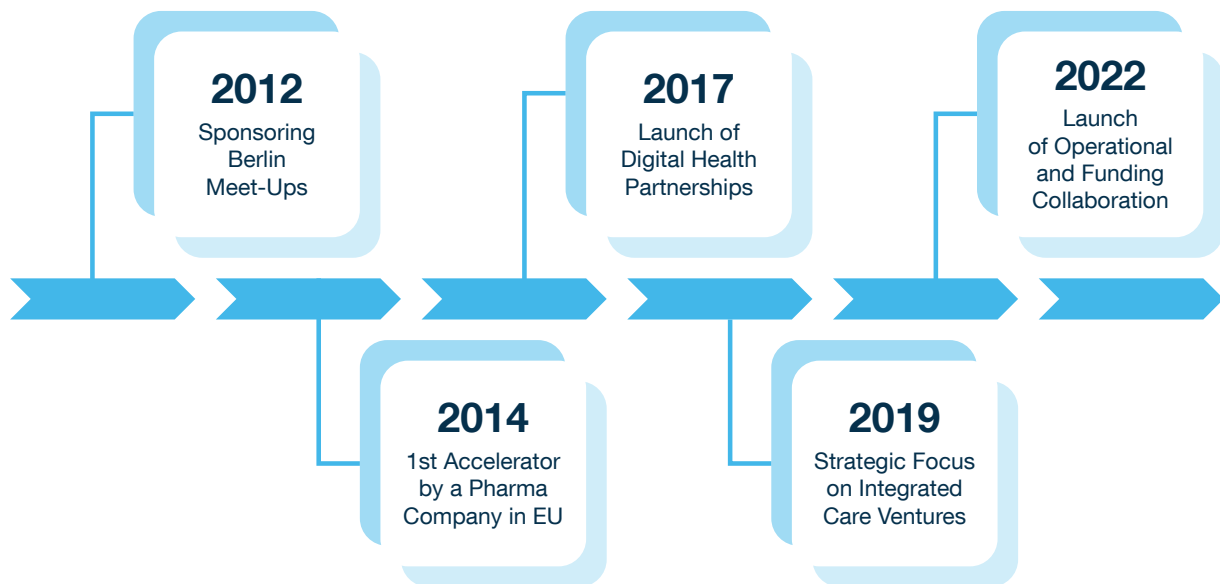 2012
Sponsoring
Berlin
Meet-Ups
2014
1st Accelerator
by a Pharma
Company in EU
2017
Launch of
Digital Health
Partnerships
2019
Strategic Focus
on Integrated
Care Ventures
2022
Launch
of Operational
and Funding
Collaboration